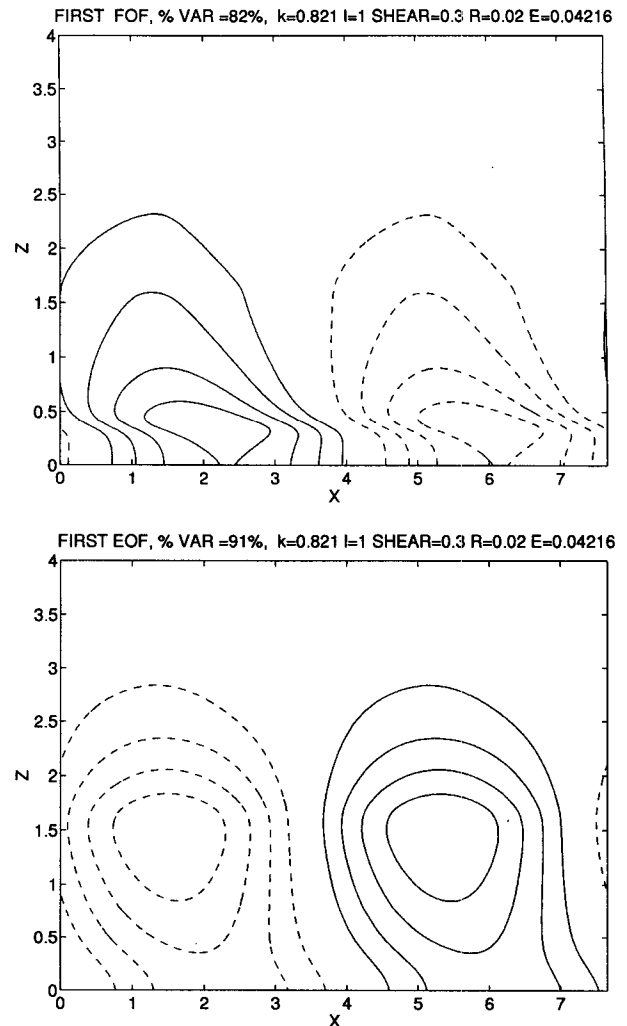 FIRST FOF, % VAR =82%, k=0.821 l=1 SHEAR=0.3 R=0.02 E=0.04216
4
3.5
3
2.5
2
1.5
1
0.5
0
Z
0 1 2 3 4 5 6 7
X
FIRST EOF, % VAR =91%, k=0.821 l=1 SHEAR=0.3 R=0.02 E=0.04216
4
3.5
3
2.5
2
1.5
1
0.5
0
Z
0 1 2 3 4 5 6 7
X